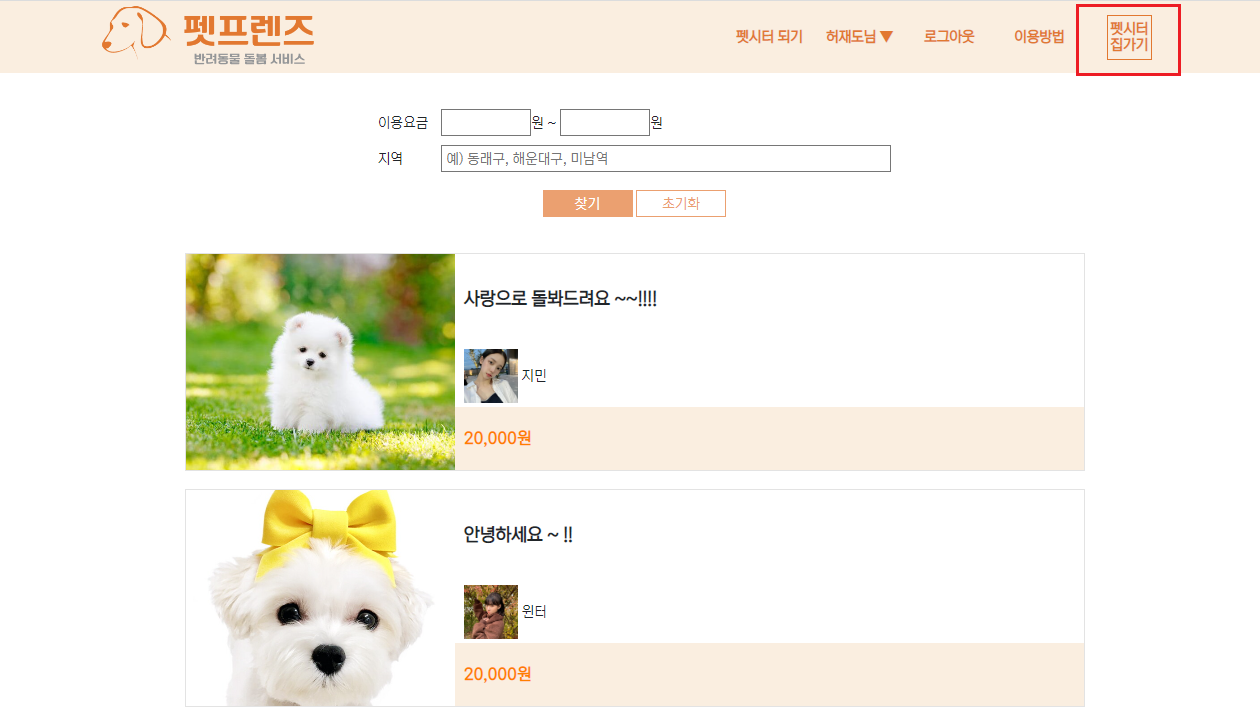 펫프렌즈
반려동물 돌봄 서비스
펫시터 되기 허재도님 ▼ 로그아웃 이용방법
펫시터
집가기
이용요금 원 ~ 원
지역 예) 동래구, 해운대구, 미남역
찾기 초기화
사랑으로 돌봐드려요 ~~!!!!
지민
20,000원
안녕하세요 ~ !!
윈터
20,000원